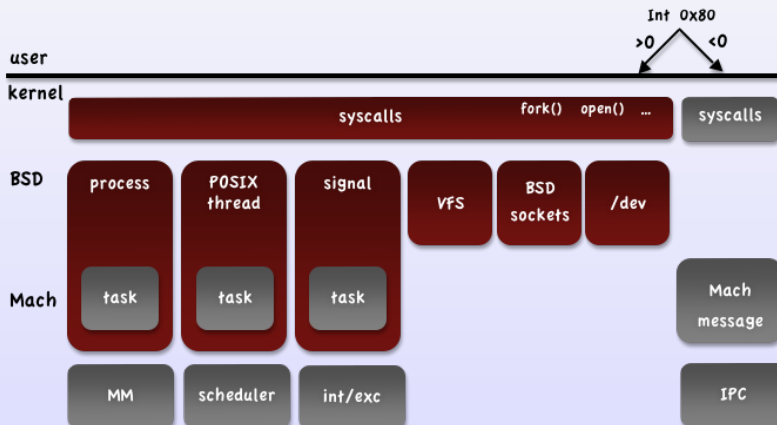 Int 0x80
>0 <0
user
kernel
syscalls fork() open() ... syscalls
BSD
process POSIX thread signal VFS BSD sockets /dev
Mach
task task task Mach message
MM scheduler int/exc IPC